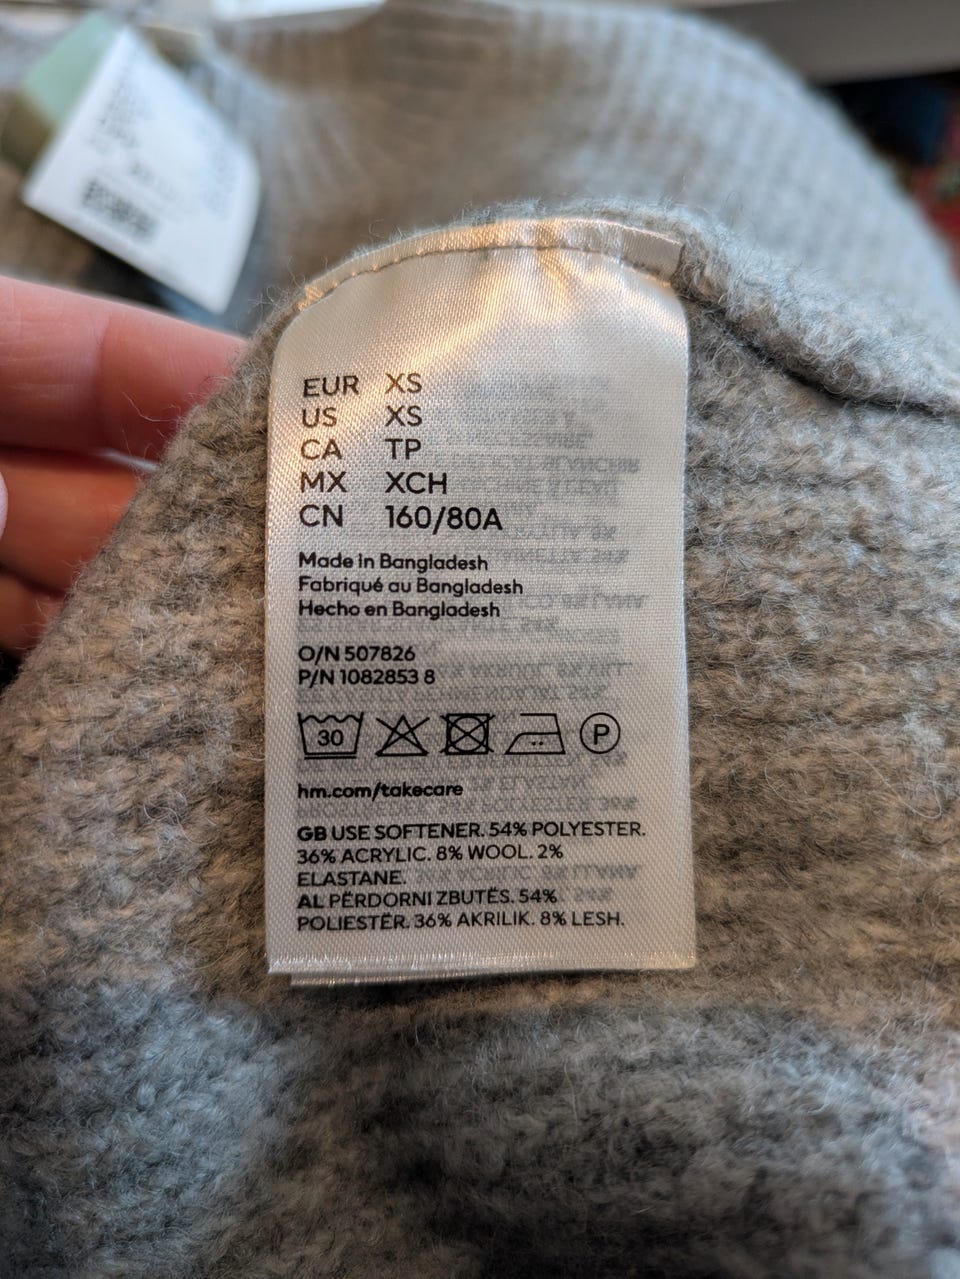 EUR XS
US XS
CA TP
MX XCH
CN 160/80A
Made in Bangladesh
Fabriqué au Bangladesh
Hecho en Bangladesh
O/N 507826
P/N 1082853 8
30 P
hm.com/takecare
GB USE SOFTENER. 54% POLYESTER.
36% ACRYLIC. 8% WOOL. 2%
ELASTANE.
AL PËRDORNI ZBUTËS. 54%
POLIESTËR. 36% AKRILIK. 8% LESH.